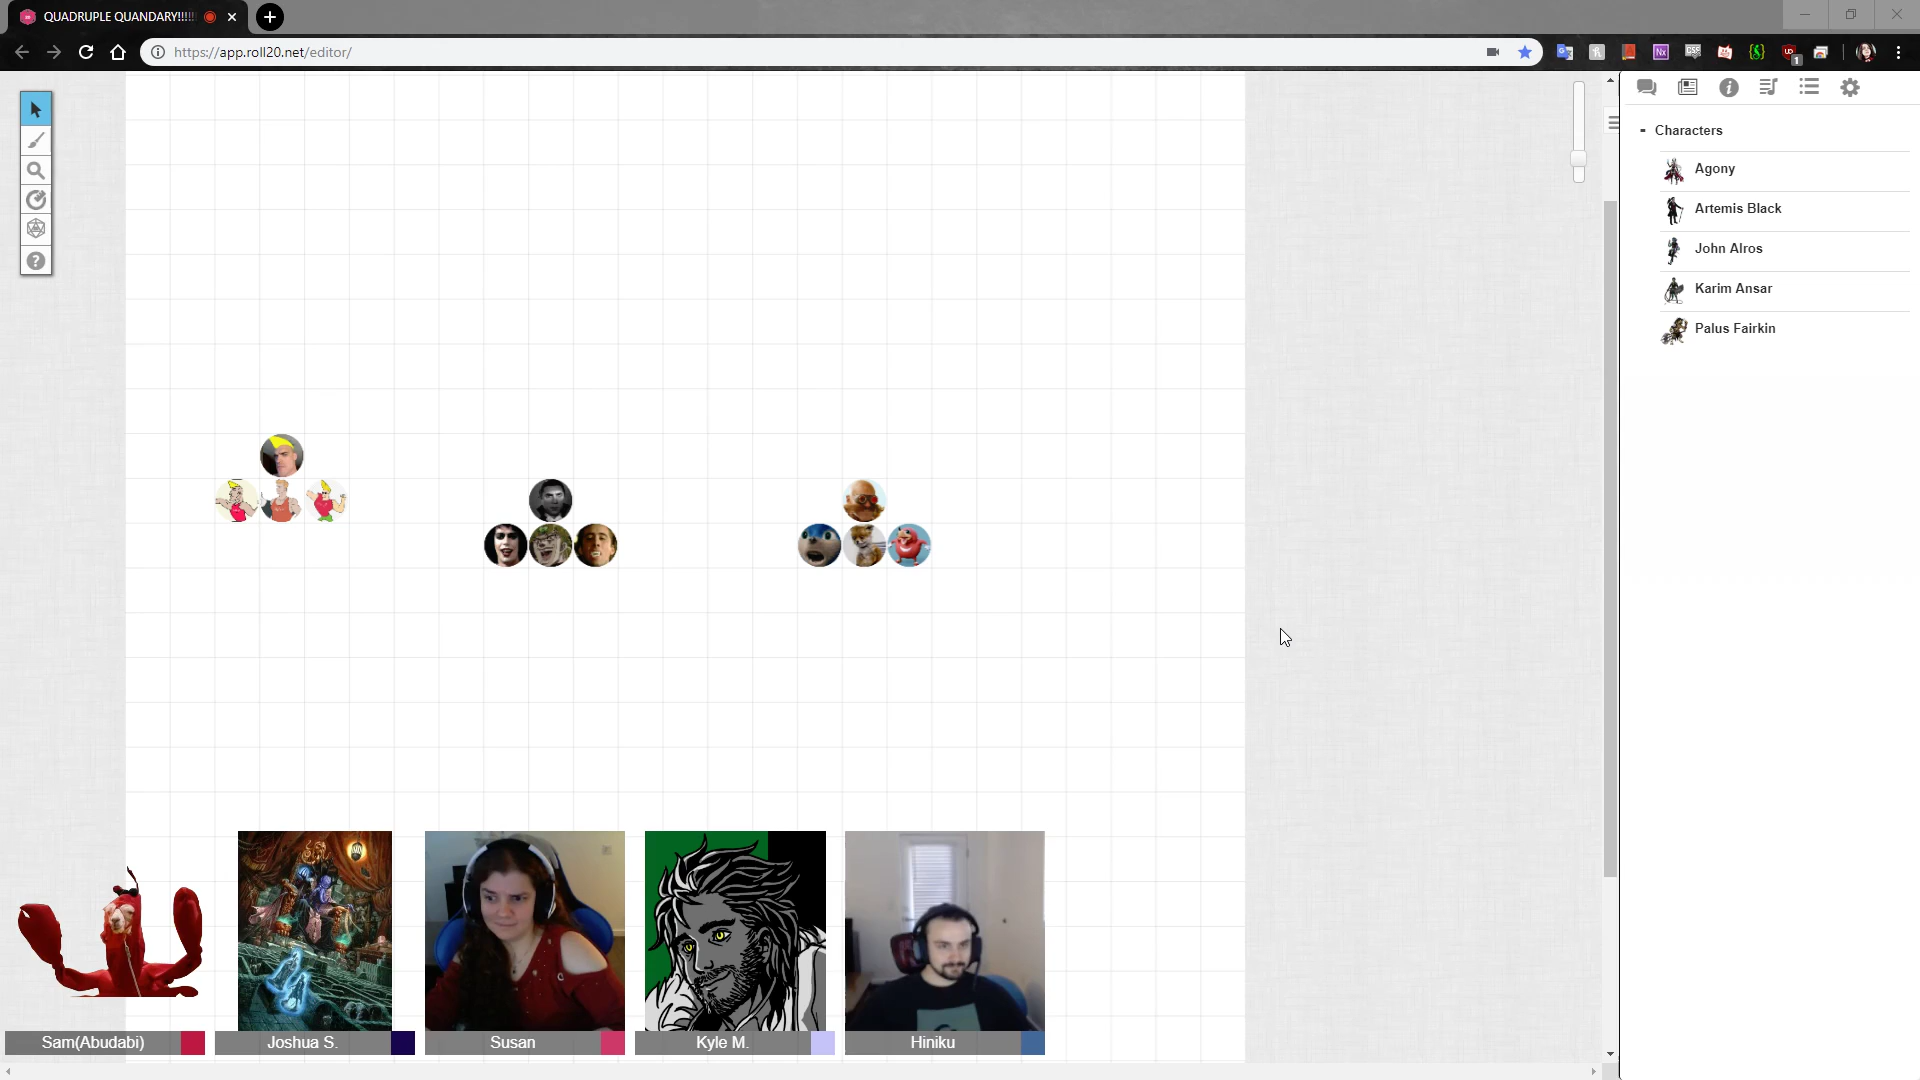 QUADRUPLE QUANDARY!!!!!
https://app.roll20.net/editor/
1
Characters
Agony
Artemis Black
John Alros
Karim Ansar
Palus Fairkin
Sam(Abudabi)
Joshua S.
Susan
Kyle M.
Hiniku